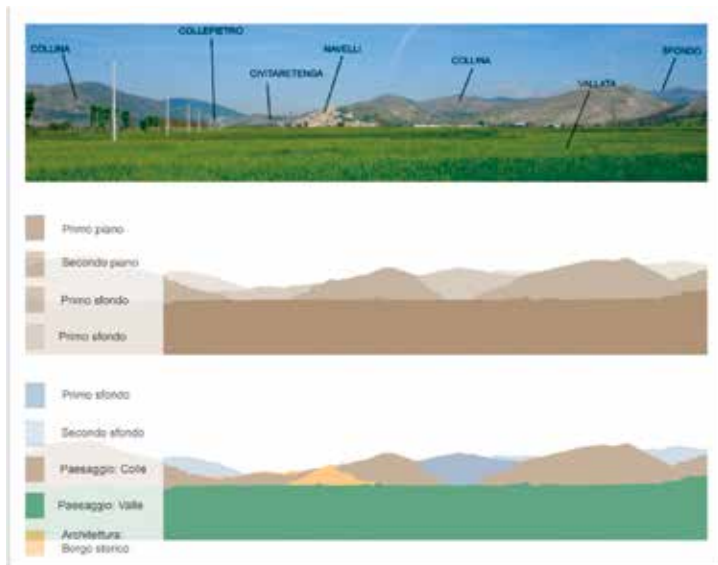 COLLINA
COLLEPIETRO
CIVITARETENGA
NAVELLI
COLLINA
VALLATA
SFONDO
Primo piano
Secondo piano
Primo sfondo
Primo sfondo
Primo sfondo
Secondo sfondo
Paesaggio: Colle
Paesaggio: Valle
Architettura:
Borgo storico